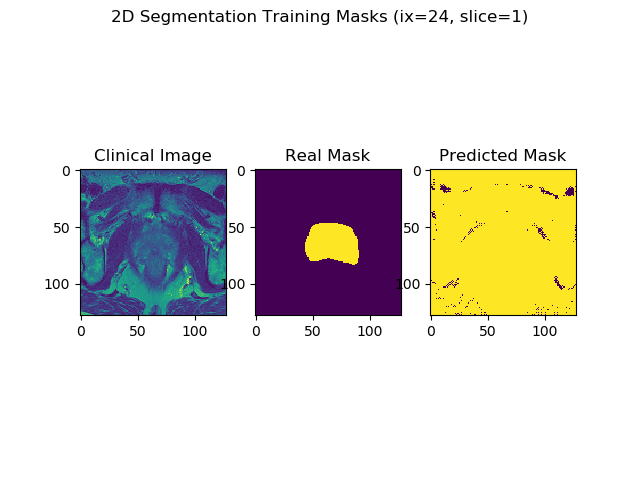 2D Segmentation Training Masks (ix=24, slice=1)
Clinical Image Real Mask Predicted Mask
0 0 0
50 50 50
100 100 100
0 100 0 50 100 0 50 100